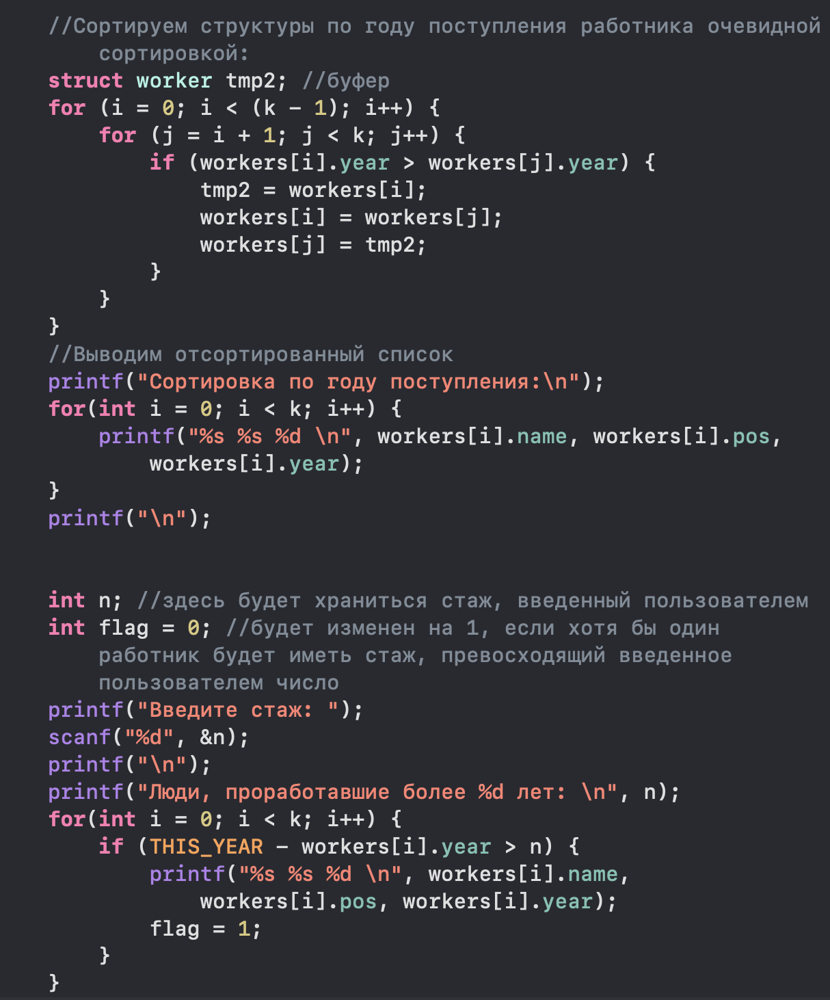 //Сортируем структуры по году поступления работника очевидной
сортировкой:
struct worker tmp2; //буфер
for (i = 0; i < (k - 1); i++) {
for (j = i + 1; j < k; j++) {
if (workers[i].year > workers[j].year) {
tmp2 = workers[i];
workers[i] = workers[j];
workers[j] = tmp2;
}
}
}
//Выводим отсортированный список
printf("Сортировка по году поступления:\n");
for(int i = 0; i < k; i++) {
printf("%s %s %d \n", workers[i].name, workers[i].pos,
workers[i].year);
}
printf("\n");
int n; //здесь будет храниться стаж, введенный пользователем
int flag = 0; //будет изменен на 1, если хотя бы один
работник будет иметь стаж, превосходящий введенное
пользователем число
printf("Введите стаж: ");
scanf("%d", &n);
printf("\n");
printf("Люди, проработавшие более %d лет: \n", n);
for(int i = 0; i < k; i++) {
if (THIS_YEAR - workers[i].year > n) {
printf("%s %s %d \n", workers[i].name,
workers[i].pos, workers[i].year);
flag = 1;
}
}